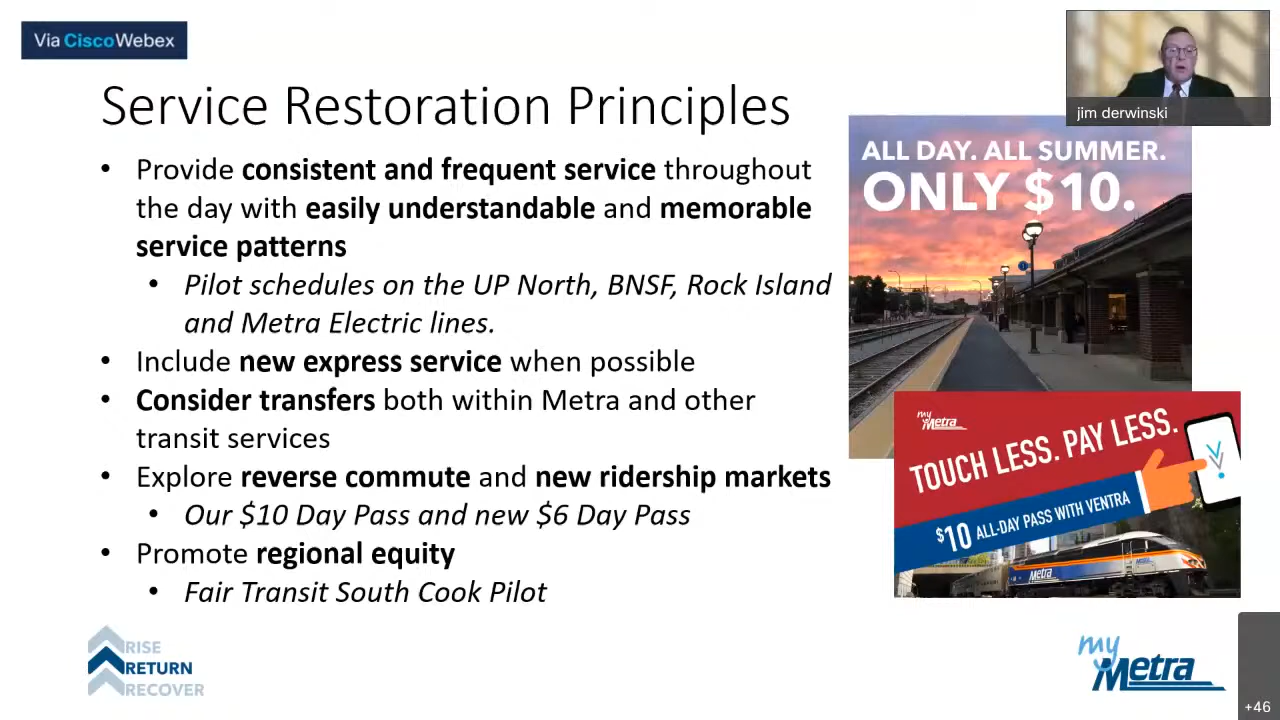 Via CiscoWebex
jim derwinski
Service Restoration Principles
• Provide consistent and frequent service throughout
the day with easily understandable and memorable
service patterns
• Pilot schedules on the UP North, BNSF, Rock Island
and Metra Electric lines.
• Include new express service when possible
• Consider transfers both within Metra and other
transit services
• Explore reverse commute and new ridership markets
• Our $10 Day Pass and new $6 Day Pass
• Promote regional equity
• Fair Transit South Cook Pilot
ALL DAY. ALL SUMMER.
ONLY $10.
my
Metra
TOUCH LESS. PAY LESS.
$10 ALL-DAY PASS WITH VENTRA
Metra
RISE
RETURN
RECOVER
my
Metra
+46